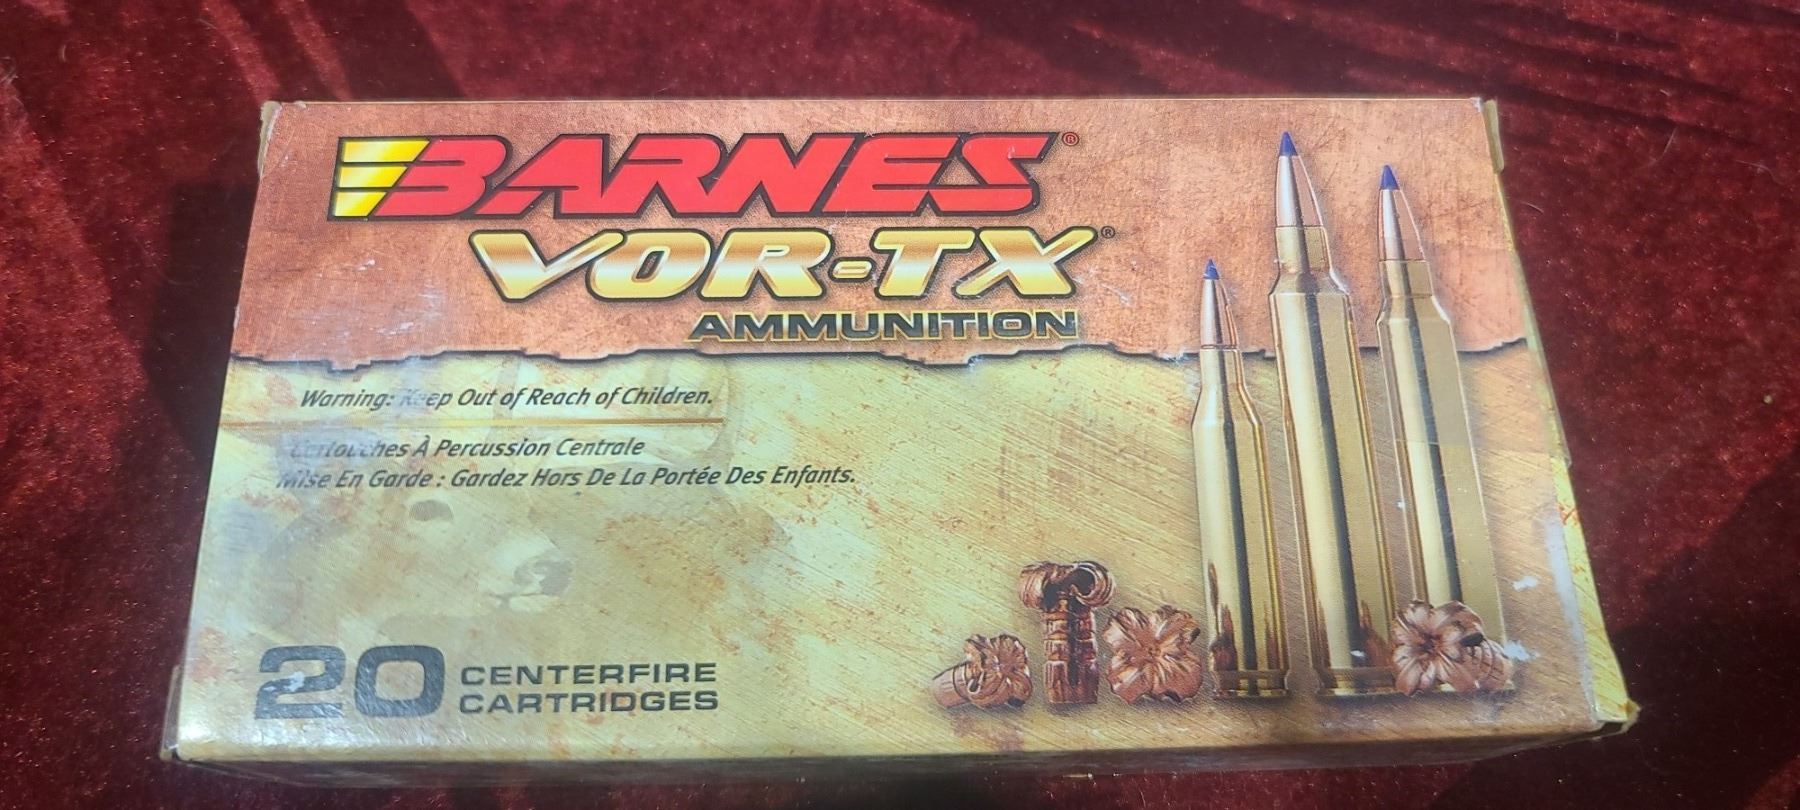 BARNES®
VOR-TX®
AMMUNITION
Warning: Keep Out of Reach of Children.
Cartouches À Percussion Centrale
Mise En Garde : Gardez Hors De La Portée Des Enfants.
20 CENTERFIRE
CARTRIDGES